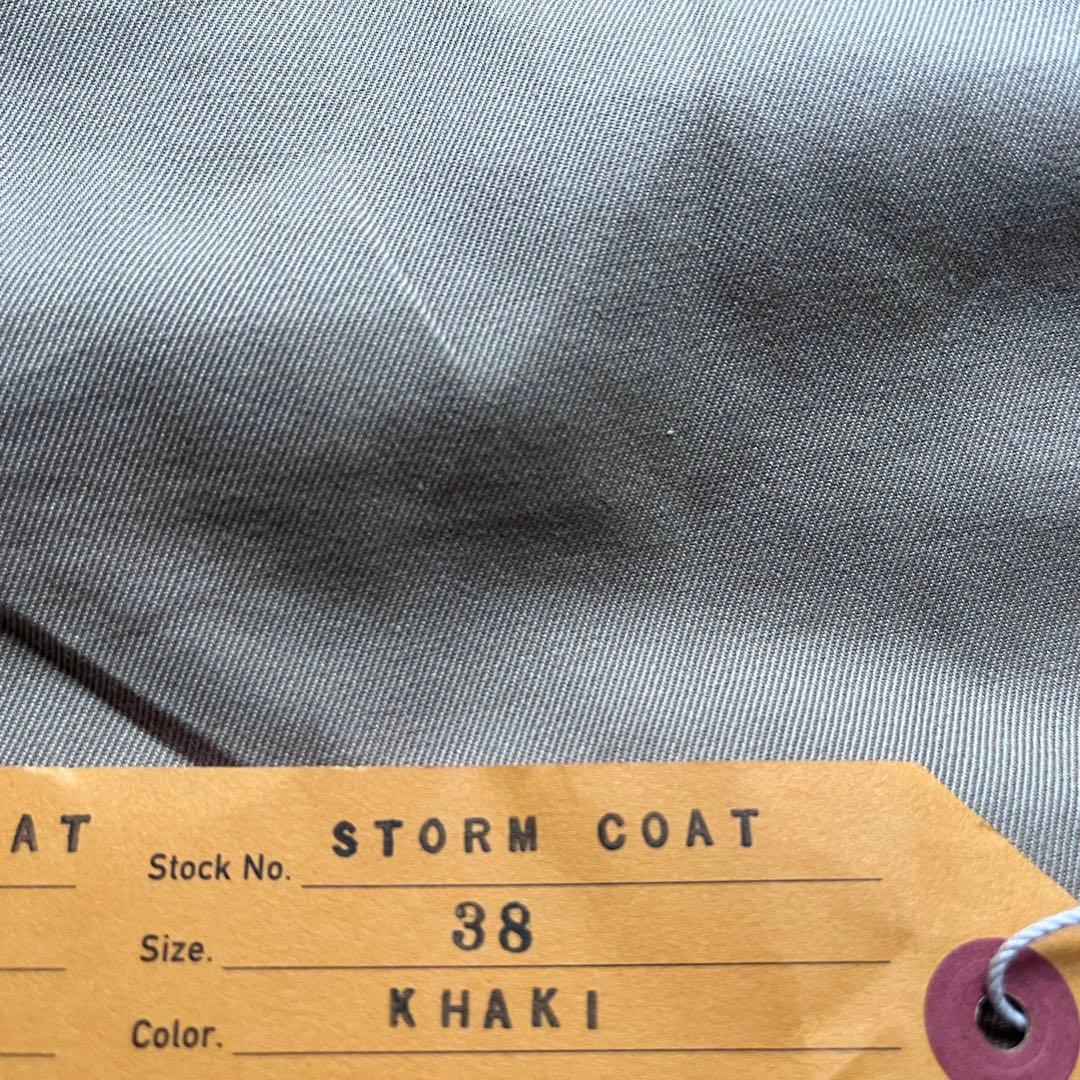 AT
Stock No. STORM COAT
Size. 38
Color. KHAKI